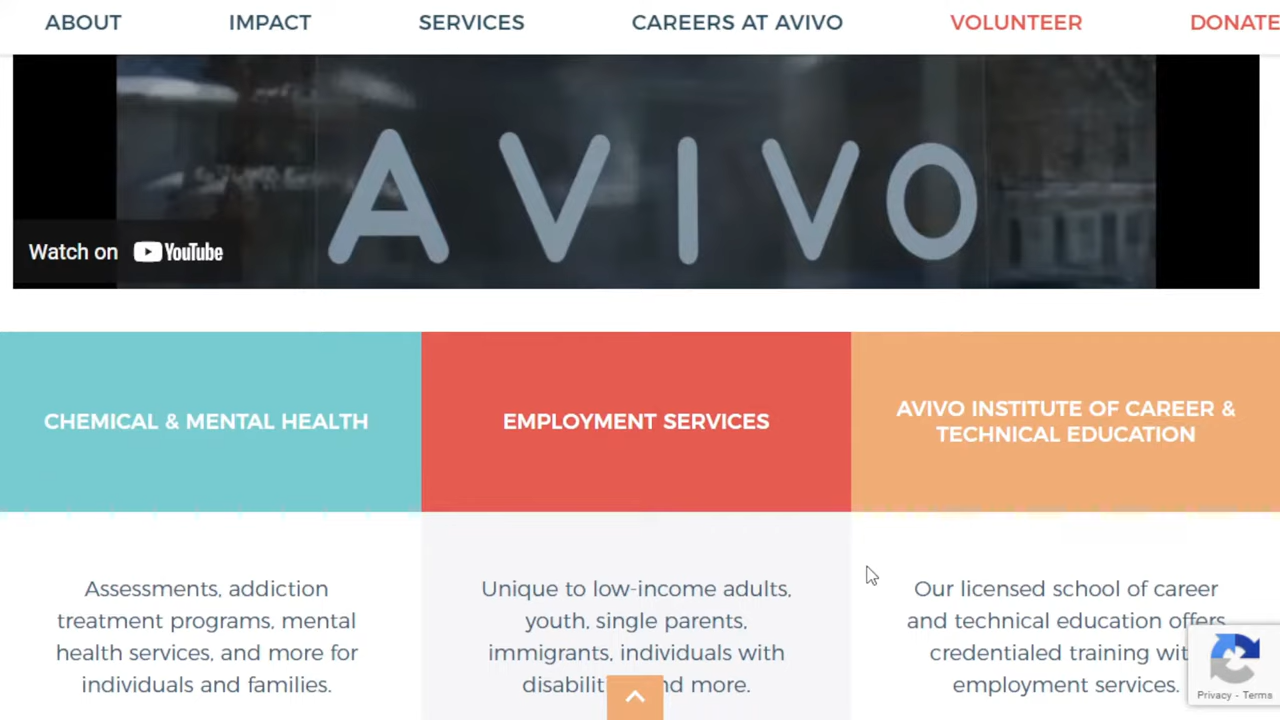 ABOUT IMPACT SERVICES CAREERS AT AVIVO VOLUNTEER DONATE
AVIVO
Watch on YouTube
CHEMICAL & MENTAL HEALTH
Assessments, addiction
treatment programs, mental
health services, and more for
individuals and families.
EMPLOYMENT SERVICES
Unique to low-income adults,
youth, single parents,
immigrants, individuals with
disabilit nd more.
AVIVO INSTITUTE OF CAREER &
TECHNICAL EDUCATION
Our licensed school of career
and technical education offers
credentialed training wit
employment services.
Privacy - Terms